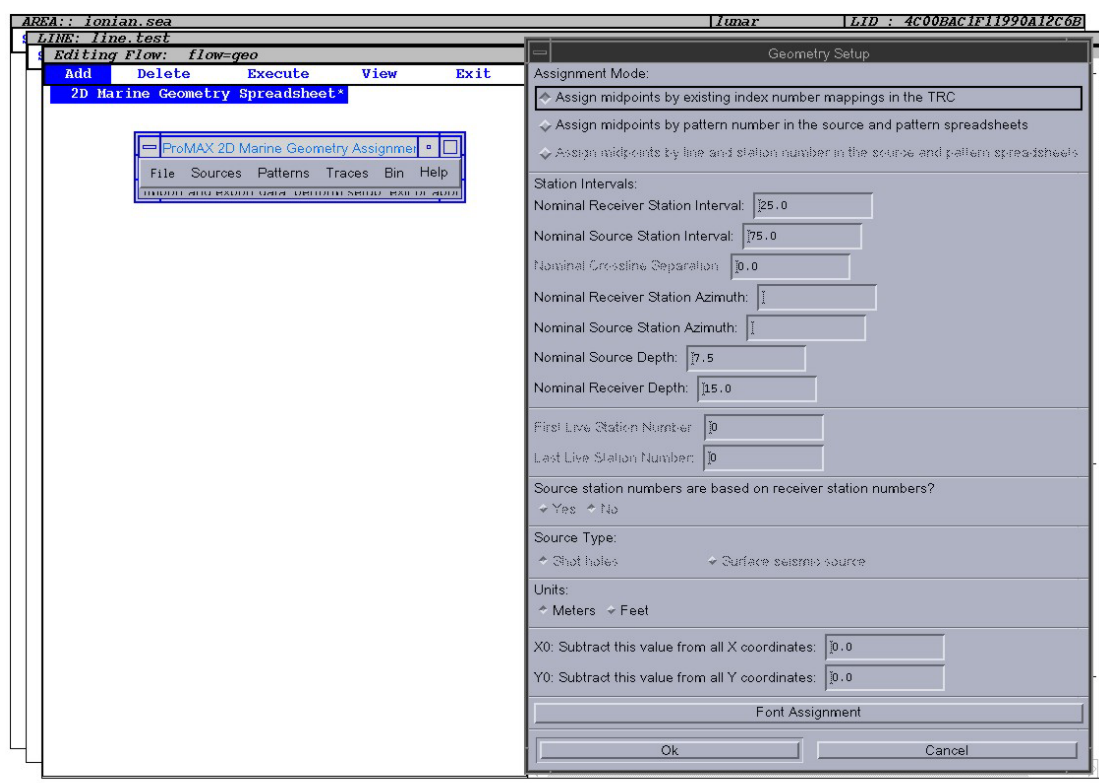 AREA:: ionian.sea lunar LID : 4C00BAC1F11990A12C6B
LINE: line.test
Editing Flow: flow=geo
Add Delete Execute View Exit
2D Marine Geometry Spreadsheet*
ProMAX 2D Marine Geometry Assignmen
File Sources Patterns Traces Bin Help
Geometry Setup
Assignment Mode:
Assign midpoints by existing index number mappings in the TRC
Assign midpoints by pattern number in the source and pattern spreadsheets
Assign midpoints by line and station number in the source and pattern spreadsheets
Station Intervals:
Nominal Receiver Station Interval: 25.0
Nominal Source Station Interval: 75.0
Nominal Crossline Separation 0.0
Nominal Receiver Station Azimuth:
Nominal Source Station Azimuth:
Nominal Source Depth: 7.5
Nominal Receiver Depth: 15.0
First Live Station Number 0
Last Live Station Number: 0
Source station numbers are based on receiver station numbers?
Yes No
Source Type:
Shot holes Surface seismic source
Units:
Meters Feet
X0: Subtract this value from all X coordinates: 0.0
Y0: Subtract this value from all Y coordinates: 0.0
Font Assignment
Ok Cancel